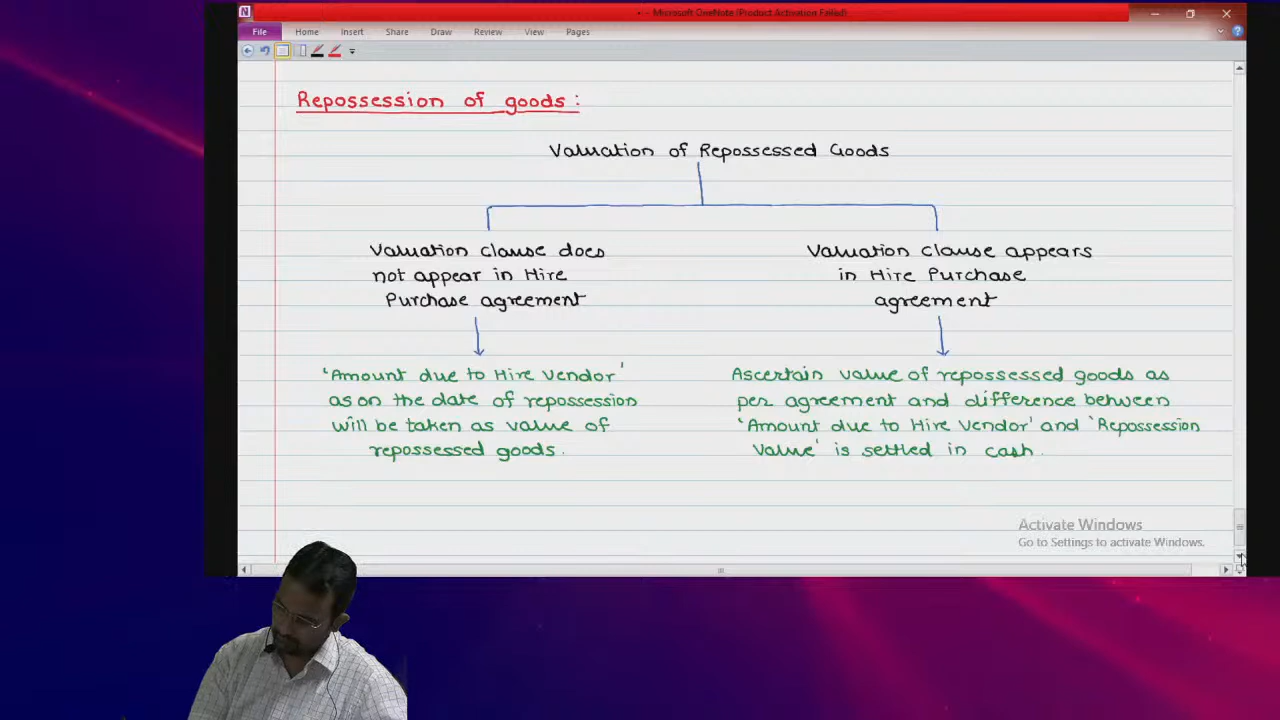 Microsoft OneNote (Product Activation Failed)
File Home Insert Share Draw Review View Pages
Repossession of goods :
Valuation of Repossessed Goods
Valuation clause does
not appear in Hire
Purchase agreement
Valuation clause appears
in Hire Purchase
agreement
'Amount due to Hire Vendor'
as on the date of repossession
will be taken as value of
repossessed goods.
Ascertain value of repossessed goods as
per agreement and difference between
'Amount due to Hire Vendor' and 'Repossession
Value' is settled in cash.
Activate Windows
Go to Settings to activate Windows.